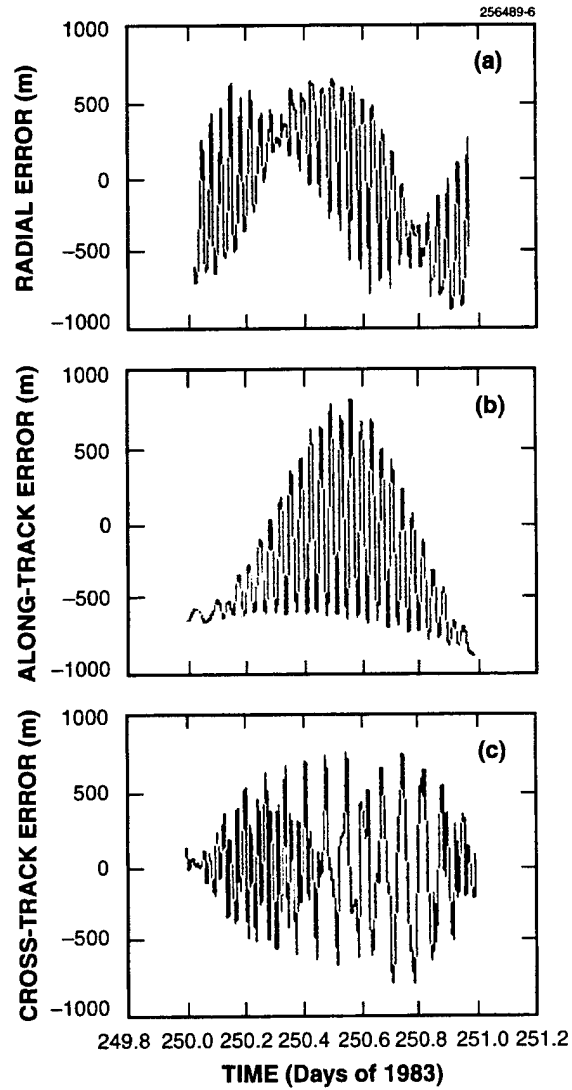 256489-6
(a)
RADIAL ERROR (m)
1000
500
0
−500
−1000
(b)
ALONG-TRACK ERROR (m)
1000
500
0
−500
−1000
(c)
CROSS-TRACK ERROR (m)
1000
500
0
−500
−1000
249.8 250.0 250.2 250.4 250.6 250.8 251.0 251.2
TIME (Days of 1983)